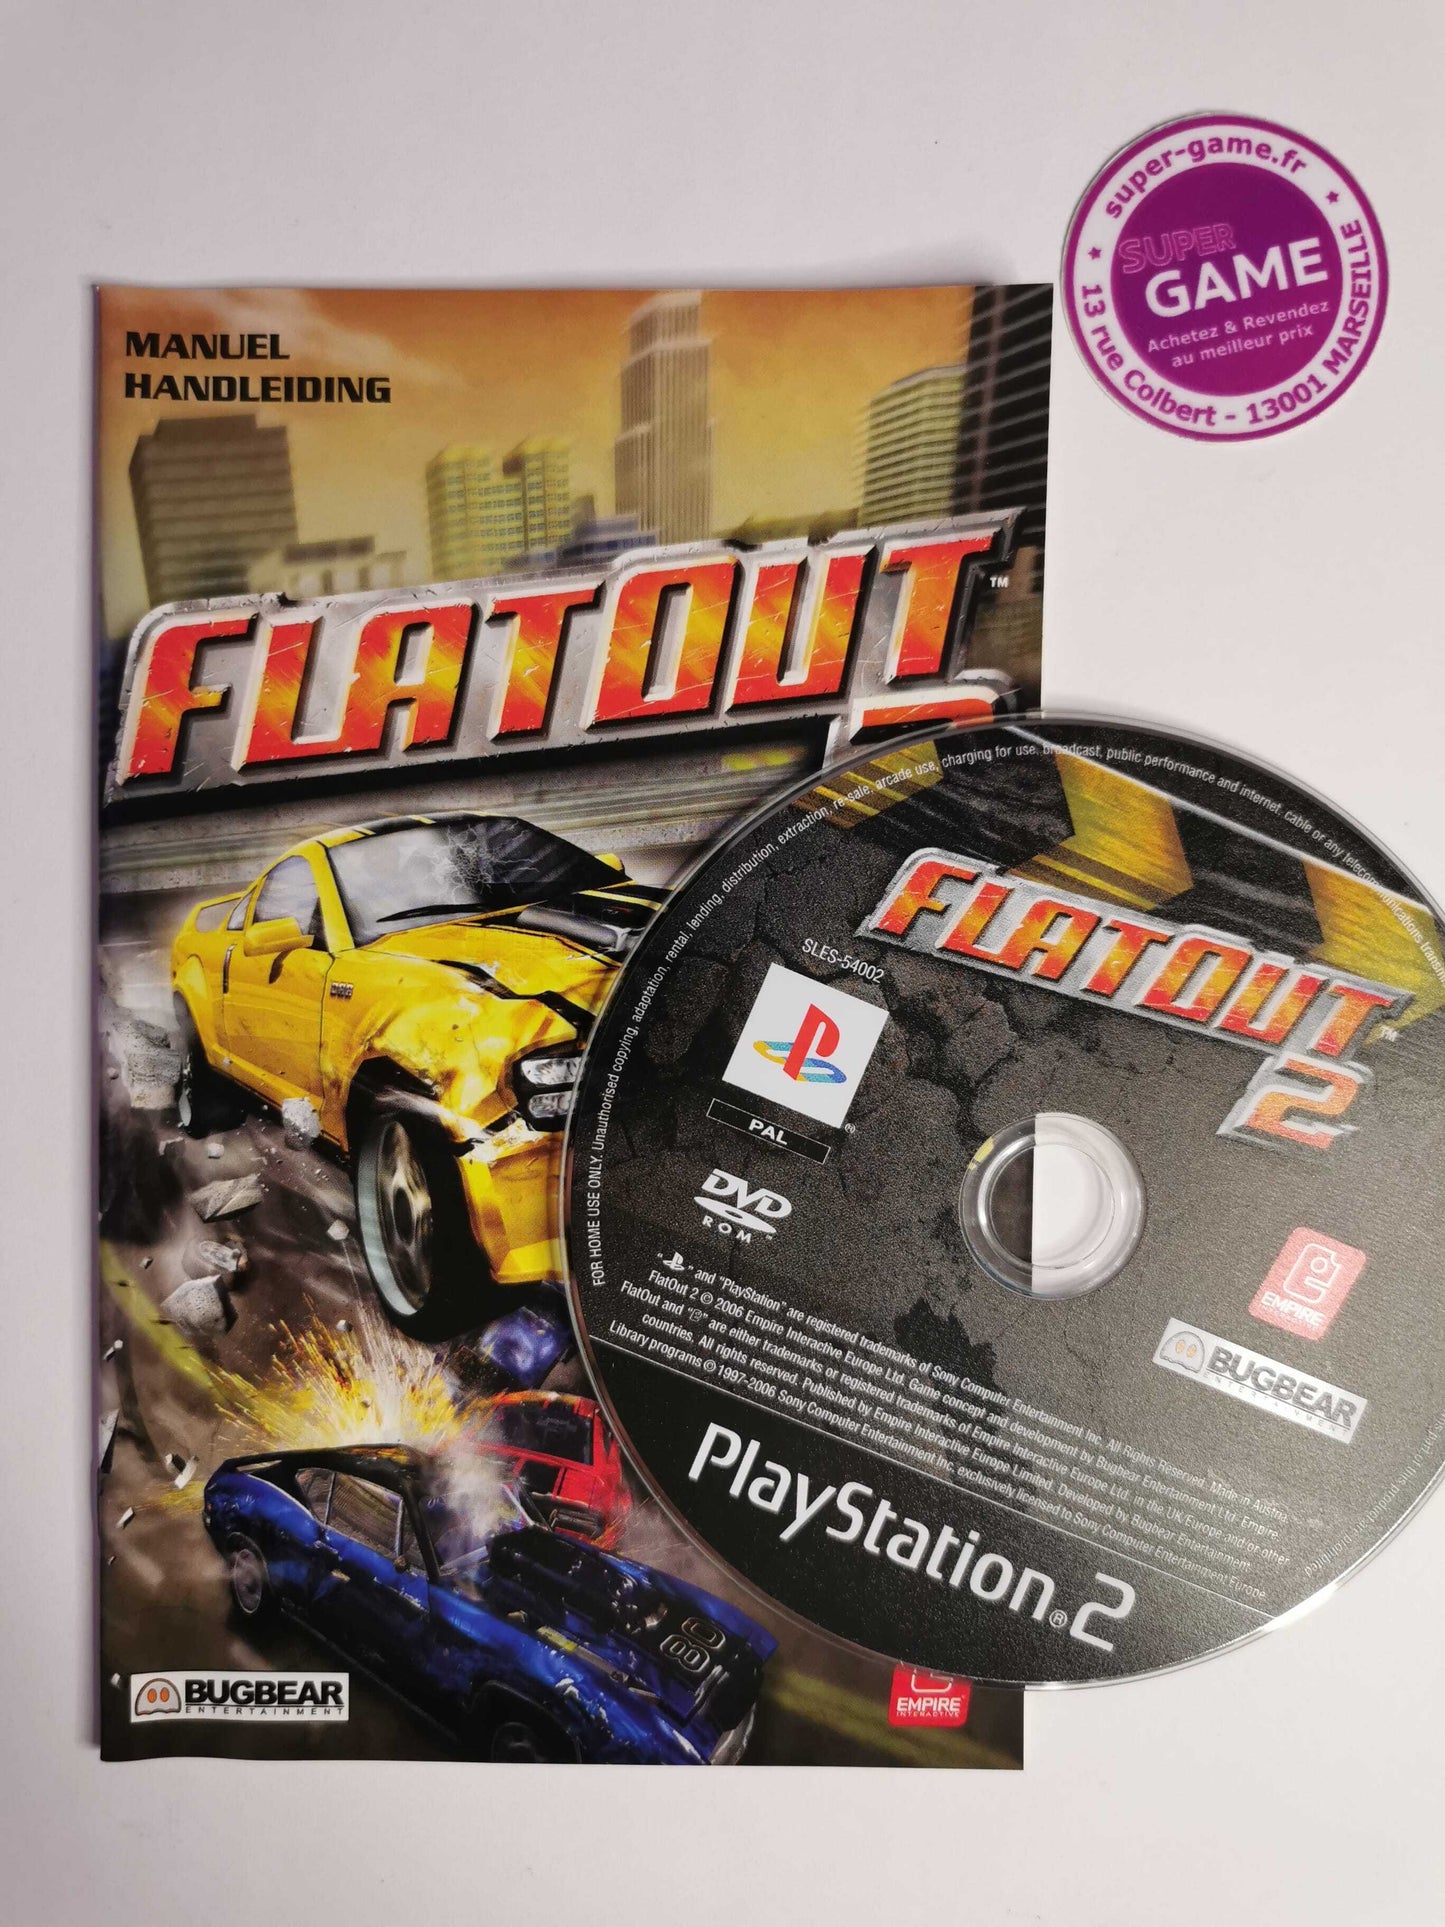 super-game.fr
SUPER
GAME
Achetez & Revendez
au meilleur prix
13 rue Colbert - 13001 MARSEILLE
MANUEL
HANDLEIDING
FLATOUT™
BUGBEAR
ENTERTAINMENT
EMPIRE
INTERACTIVE
FOR HOME USE ONLY. Unauthorised copying, adaptation, rental, lending, distribution, extraction, re-sale, arcade use, charging for use, broadcast, public performance and internet, cable or any telecommunications
FLATOUT™
2
SLES-54002
PAL
DVD
ROM
EMPIRE
BUGBEAR
ENTERTAINMENT
" " and "PlayStation" are registered trademarks of Sony Computer Entertainment Inc. All Rights Reserved. Made in Austria.
FlatOut 2 © 2006 Empire Interactive Europe Ltd. Game concept and development by Bugbear Entertainment Ltd. Empire,
FlatOut and " " are either trademarks or registered trademarks of Empire Interactive Europe Ltd. in the UK/Europe and/or other
countries. All rights reserved. Published by Empire Interactive Europe Limited. Developed by Bugbear Entertainment.
Library programs © 1997-2006 Sony Computer Entertainment Inc. exclusively licensed to Sony Computer Entertainment Europe.
PlayStation®2